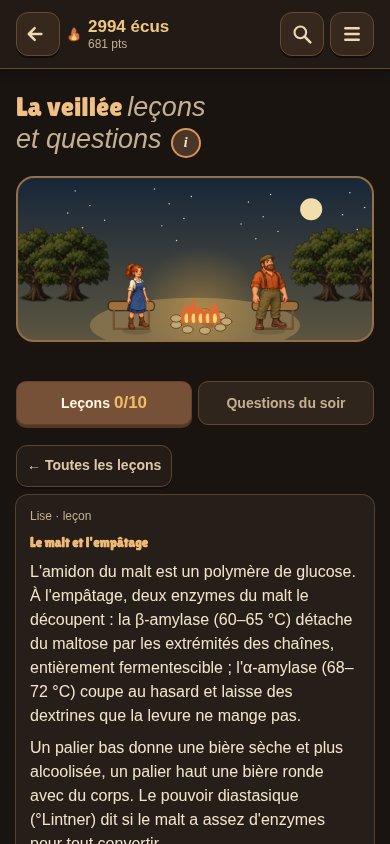 2994 écus
681 pts
La veillée leçons
et questions i
Leçons 0/10
Questions du soir
← Toutes les leçons
Lise · leçon
Le malt et l'empâtage
L'amidon du malt est un polymère de glucose.
À l'empâtage, deux enzymes du malt le
découpent : la β-amylase (60–65 °C) détache
du maltose par les extrémités des chaînes,
entièrement fermentescible ; l'α-amylase (68–
72 °C) coupe au hasard et laisse des
dextrines que la levure ne mange pas.
Un palier bas donne une bière sèche et plus
alcoolisée, un palier haut une bière ronde
avec du corps. Le pouvoir diastasique
(°Lintner) dit si le malt a assez d'enzymes
pour tout convertir.